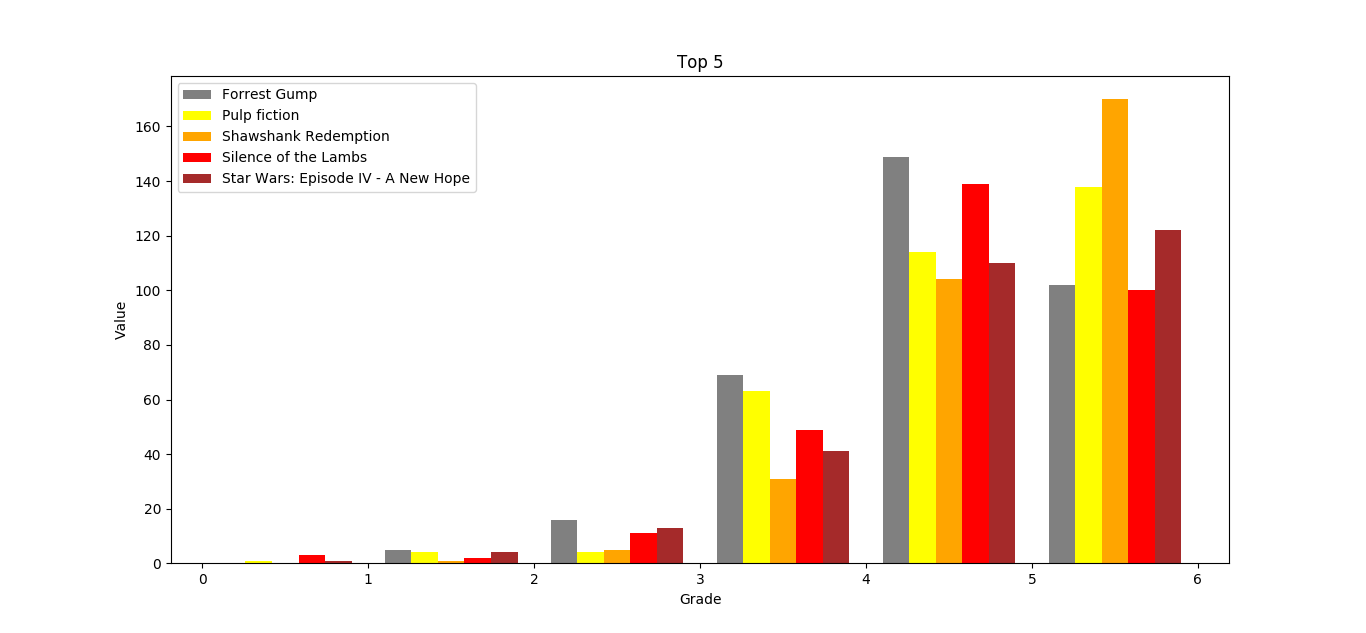 Top 5
Forrest Gump
Pulp fiction
Shawshank Redemption
Silence of the Lambs
Star Wars: Episode IV - A New Hope
Value
160
140
120
100
80
60
40
20
0
0 1 2 3 4 5 6
Grade